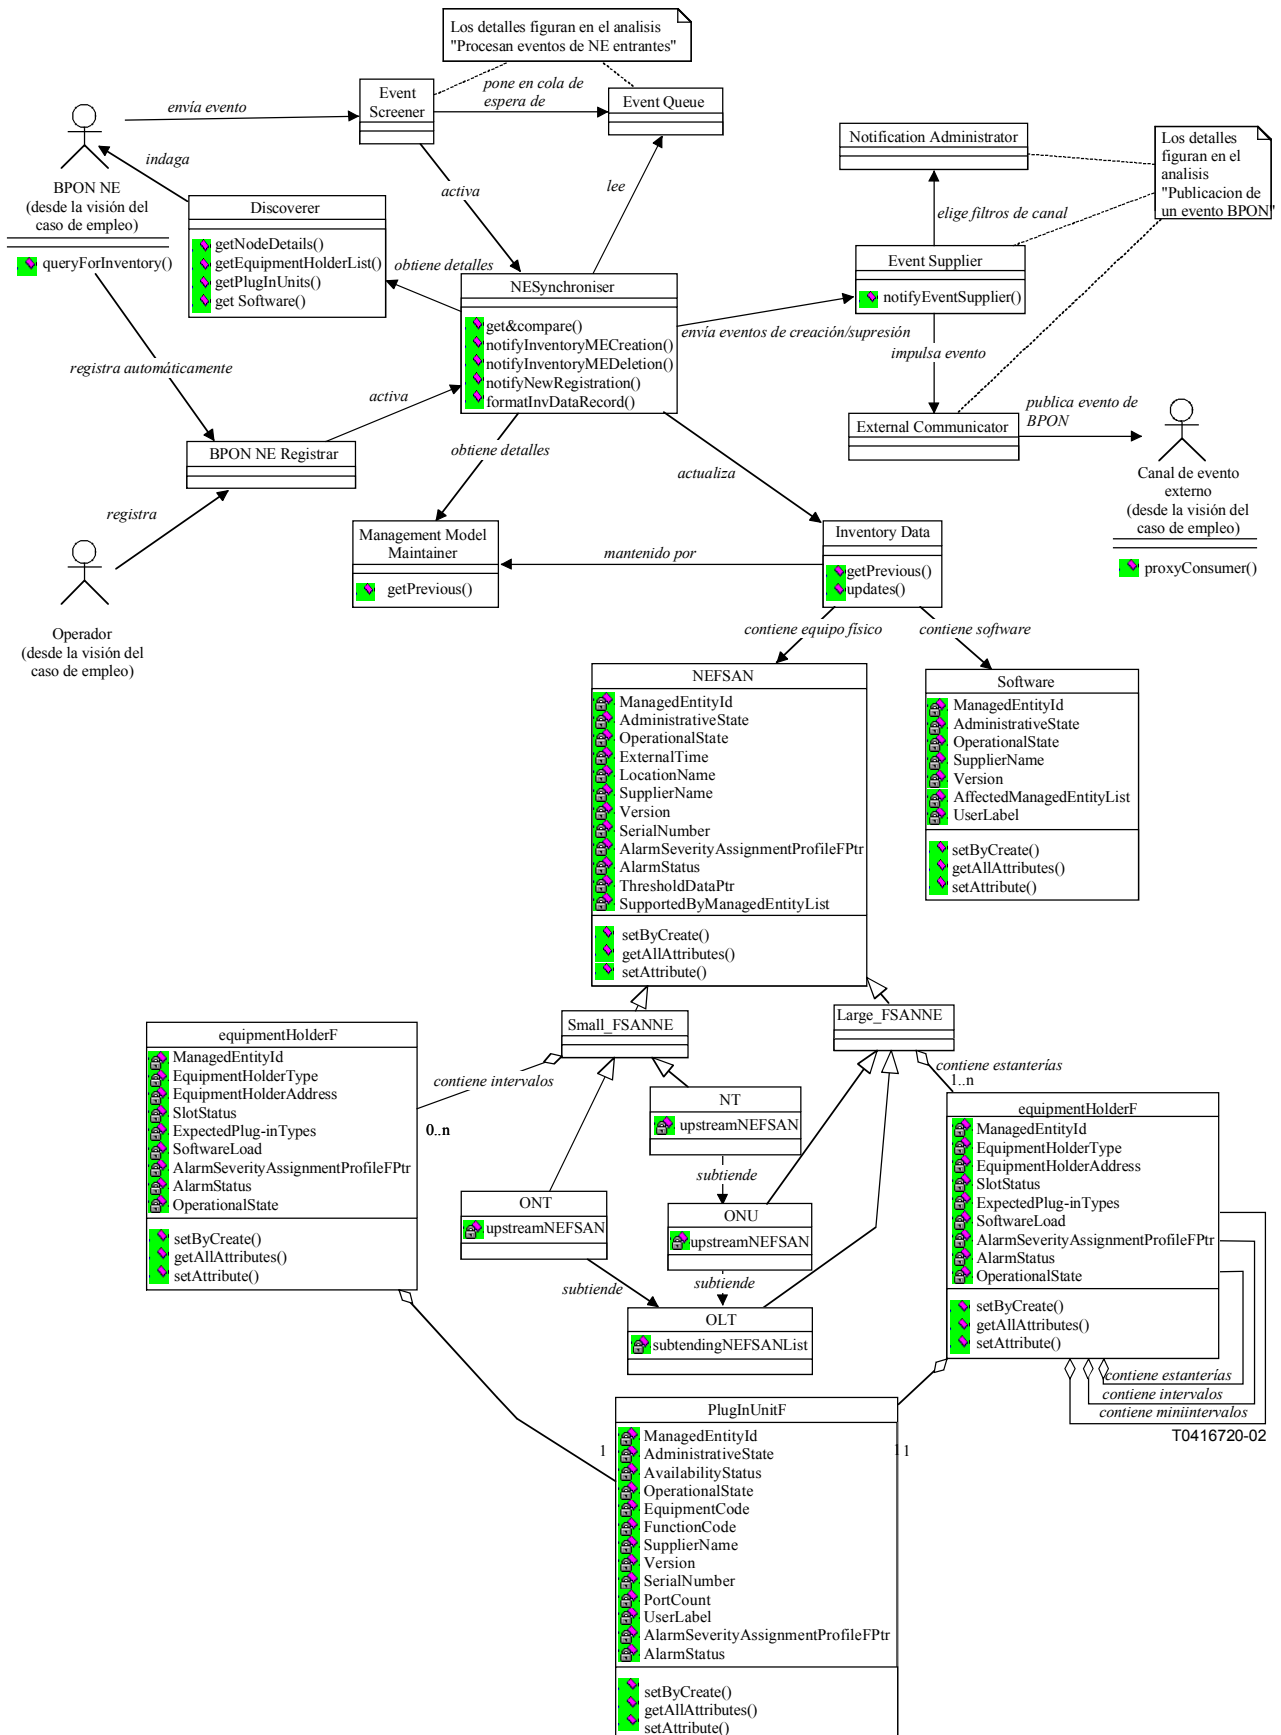 Los detalles figuran en el analisis
"Procesan eventos de NE entrantes"
Event
Screener
pone en cola de
espera de
Event Queue
envía evento
indaga
BPON NE
(desde la visión del
caso de empleo)
queryForInventory()
Discoverer
getNodeDetails()
getEquipmentHolderList()
getPlugInUnits()
get Software()
activa
lee
obtiene detalles
Notification Administrator
Los detalles
figuran en el
analisis
"Publicacion de
un evento BPON"
elige filtros de canal
Event Supplier
notifyEventSupplier()
NESynchroniser
get&compare()
notifyInventoryMECreation()
notifyInventoryMEDeletion()
notifyNewRegistration()
formatInvDataRecord()
envía eventos de creación/supresión
impulsa evento
registra automáticamente
activa
External Communicator
publica evento de
BPON
BPON NE Registrar
obtiene detalles
actualiza
Canal de evento
externo
(desde la visión del
caso de empleo)
proxyConsumer()
registra
Operador
(desde la visión del
caso de empleo)
Management Model
Maintainer
getPrevious()
mantenido por
Inventory Data
getPrevious()
updates()
contiene equipo físico
contiene software
NEFSAN
ManagedEntityId
AdministrativeState
OperationalState
ExternalTime
LocationName
SupplierName
Version
SerialNumber
AlarmSeverityAssignmentProfileFPtr
AlarmStatus
ThresholdDataPtr
SupportedByManagedEntityList
setByCreate()
getAllAttributes()
setAttribute()
Software
ManagedEntityId
AdministrativeState
OperationalState
SupplierName
Version
AffectedManagedEntityList
UserLabel
setByCreate()
getAllAttributes()
setAttribute()
Small_FSANNE
Large_FSANNE
equipmentHolderF
ManagedEntityId
EquipmentHolderType
EquipmentHolderAddress
SlotStatus
ExpectedPlug-inTypes
SoftwareLoad
AlarmSeverityAssignmentProfileFPtr
AlarmStatus
OperationalState
setByCreate()
getAllAttributes()
setAttribute()
contiene intervalos
0..n
contiene estanterías
1..n
NT
upstreamNEFSAN
subtiende
ONT
upstreamNEFSAN
ONU
upstreamNEFSAN
subtiende
subtiende
OLT
subtendingNEFSANList
equipmentHolderF
ManagedEntityId
EquipmentHolderType
EquipmentHolderAddress
SlotStatus
ExpectedPlug-inTypes
SoftwareLoad
AlarmSeverityAssignmentProfileFPtr
AlarmStatus
OperationalState
setByCreate()
getAllAttributes()
setAttribute()
contiene estanterías
contiene intervalos
contiene miniintervalos
T0416720-02
1
1 1
PlugInUnitF
ManagedEntityId
AdministrativeState
AvailabilityStatus
OperationalState
EquipmentCode
FunctionCode
SupplierName
Version
SerialNumber
PortCount
UserLabel
AlarmSeverityAssignmentProfileFPtr
AlarmStatus
setByCreate()
getAllAttributes()
setAttribute()